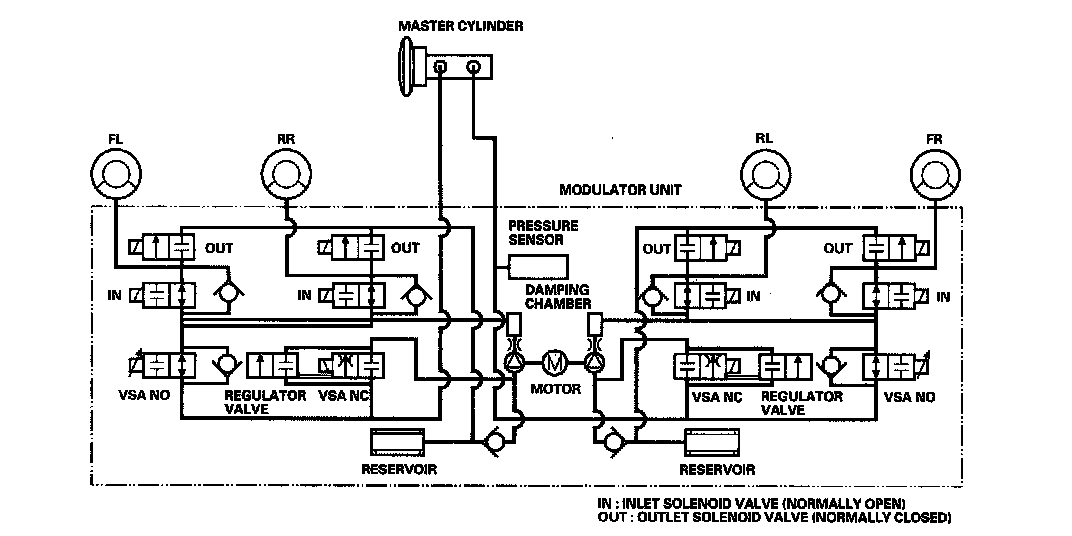 MASTER CYLINDER
FL
RR
RL
FR
MODULATOR UNIT
PRESSURE
SENSOR
OUT
OUT
OUT
OUT
DAMPING
CHAMBER
IN
IN
IN
IN
M
MOTOR
VSA NO
REGULATOR
VALVE
VSA NC
VSA NC
REGULATOR
VALVE
VSA NO
RESERVOIR
RESERVOIR
IN : INLET SOLENOID VALVE (NORMALLY OPEN)
OUT : OUTLET SOLENOID VALVE (NORMALLY CLOSED)